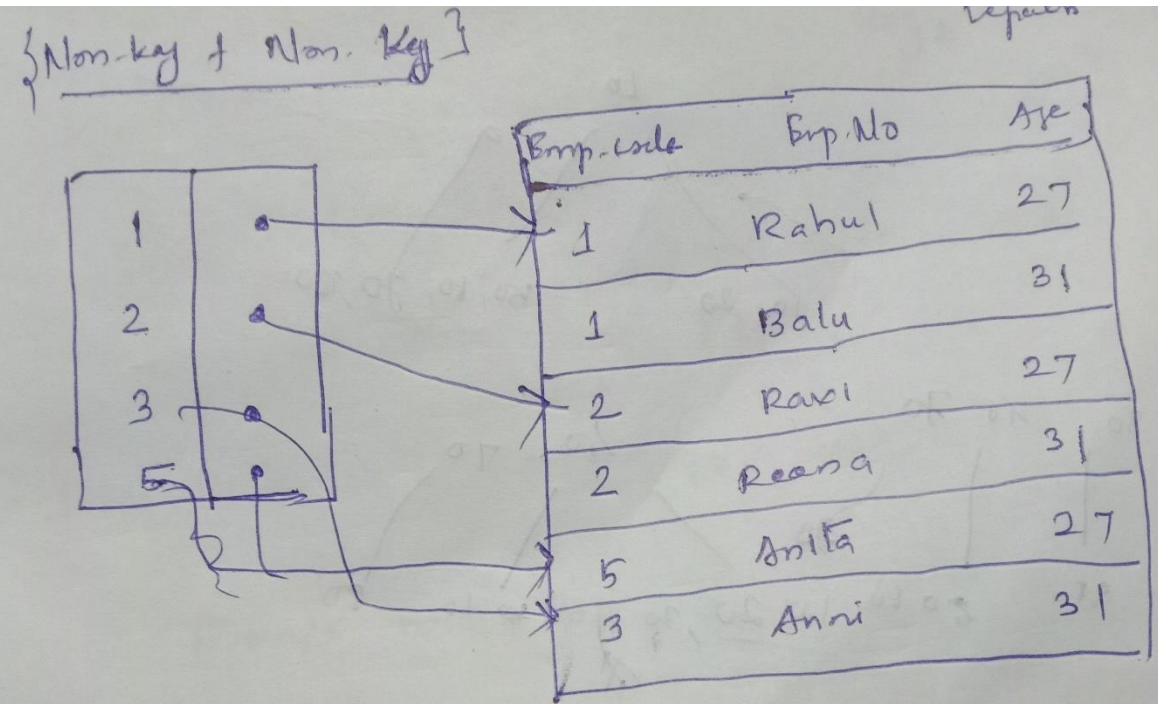 {Non-key + Non. Key}
Emp.code Emp.No Age
1
2
3
5
1 Rahul 27
1 Balu 31
2 Ravi 27
2 Reena 31
5 Anita 27
3 Anni 31